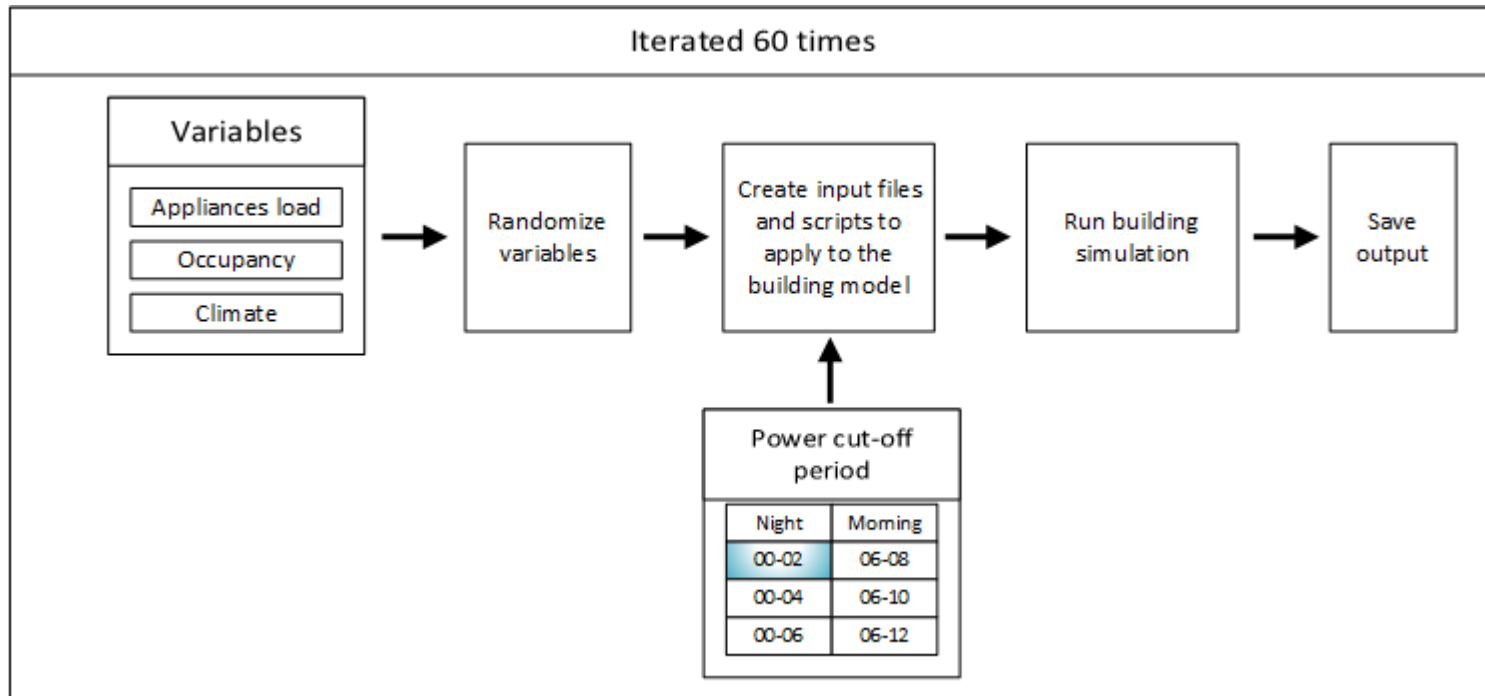 Iterated 60 times
Variables
Appliances load
Occupancy
Climate
Randomize
variables
Create input files
and scripts to
apply to the
building model
Run building
simulation
Save
output
Power cut-off
period
Night Morning
00-02 06-08
00-04 06-10
00-06 06-12